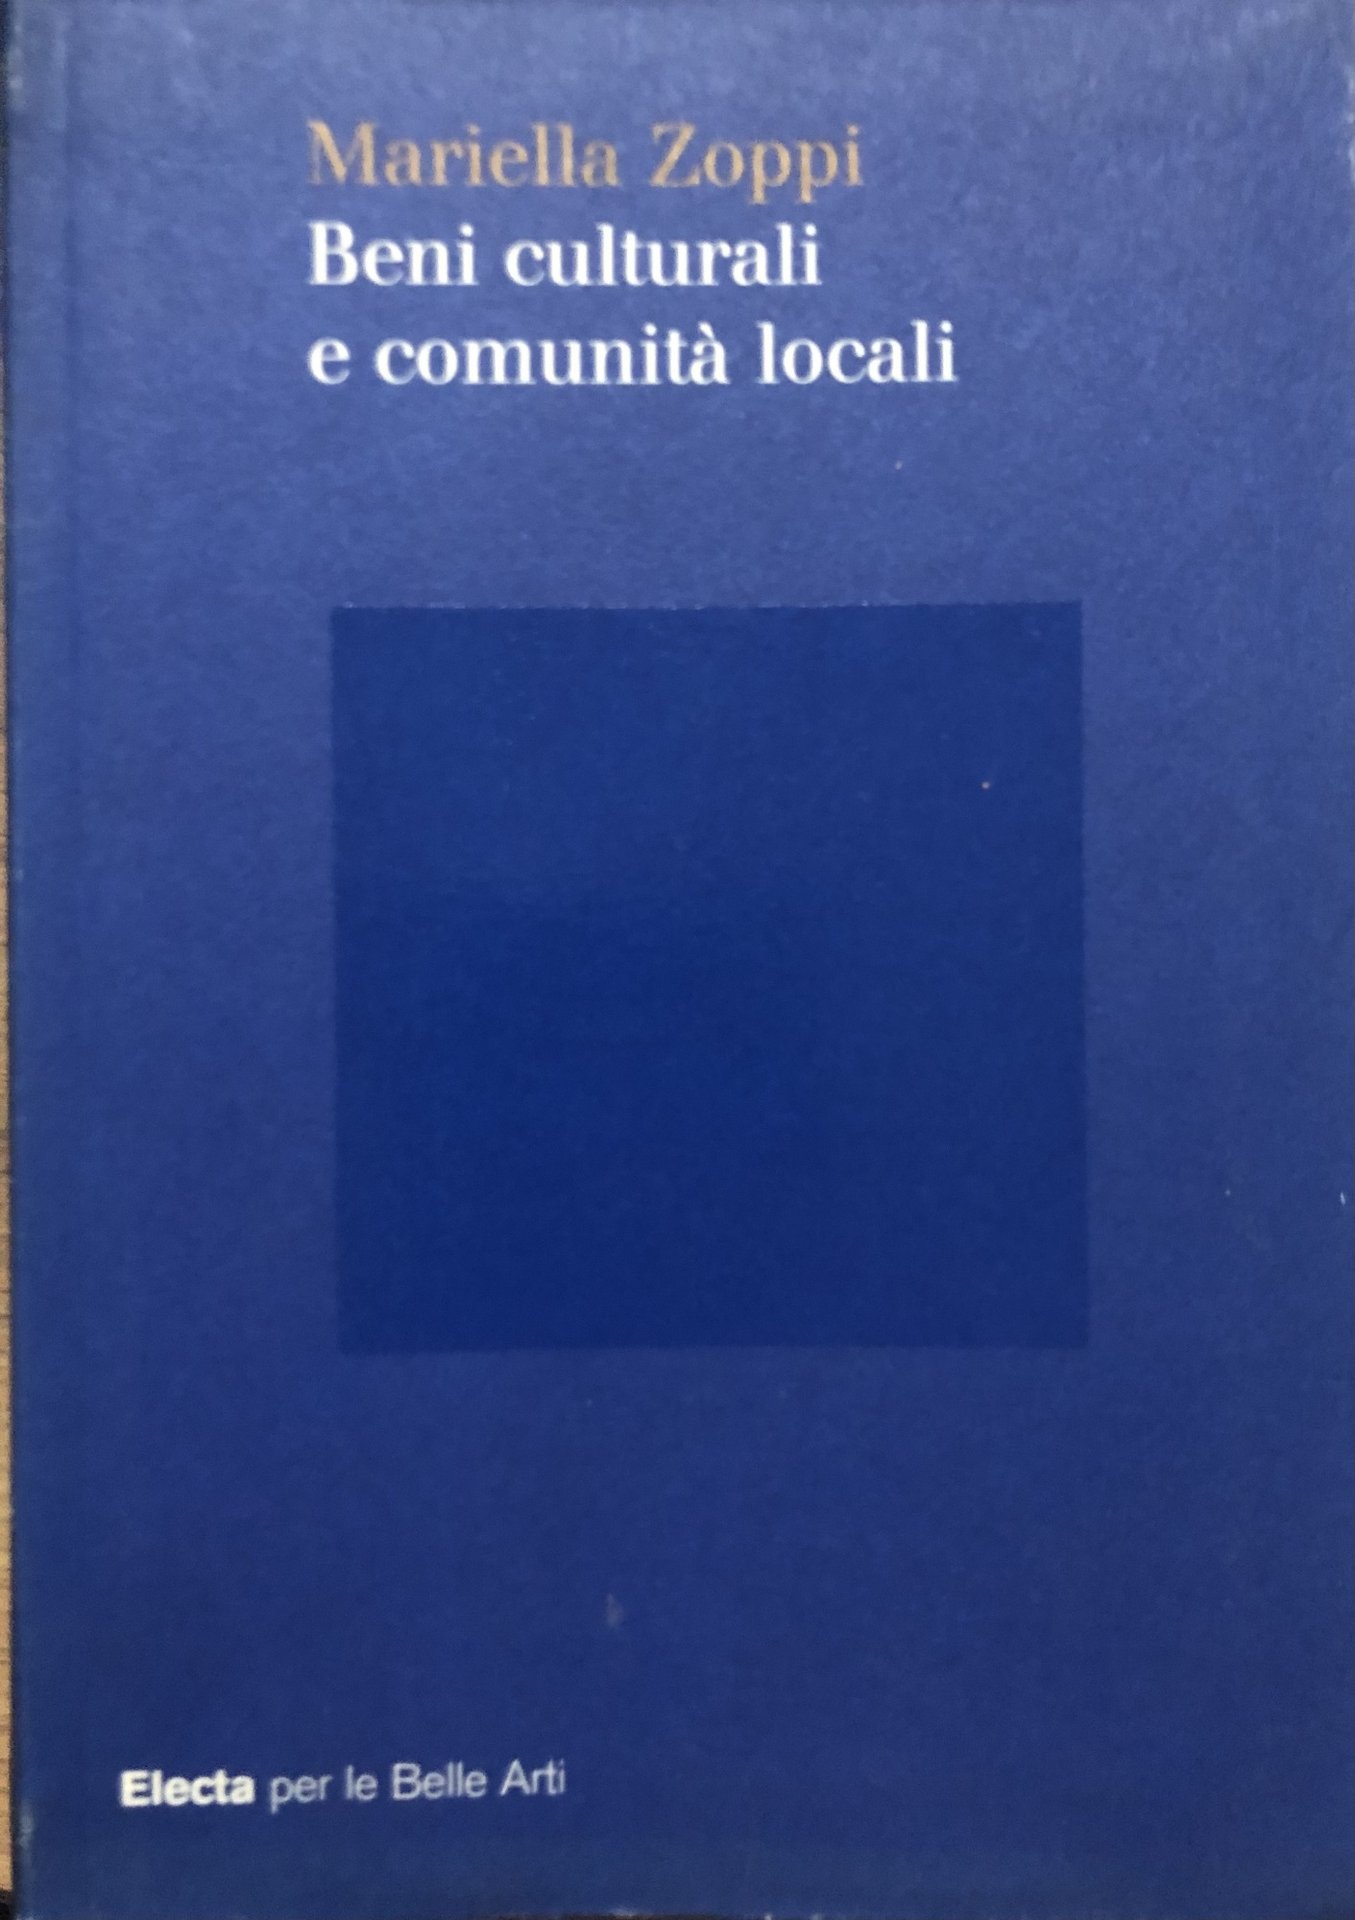 Mariella Zoppi
Beni culturali
e comunità locali
Electa per le Belle Arti